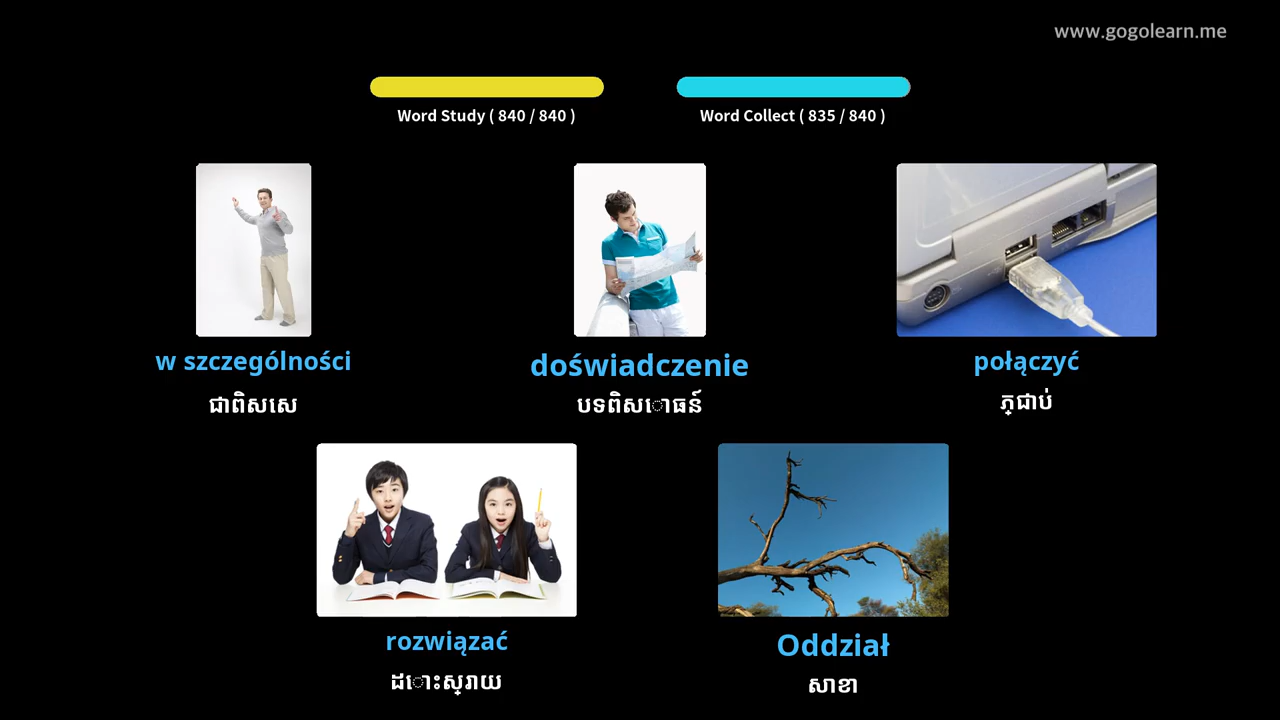 www.gogolearn.me
Word Study ( 840 / 840 )
Word Collect ( 835 / 840 )
w szczególności
doświadczenie
połączyć
ជាពិសសេ
បទពិសោធន៍
ភ្ជាប់
rozwiązać
Oddział
ដោះស្រាយ
សាខា